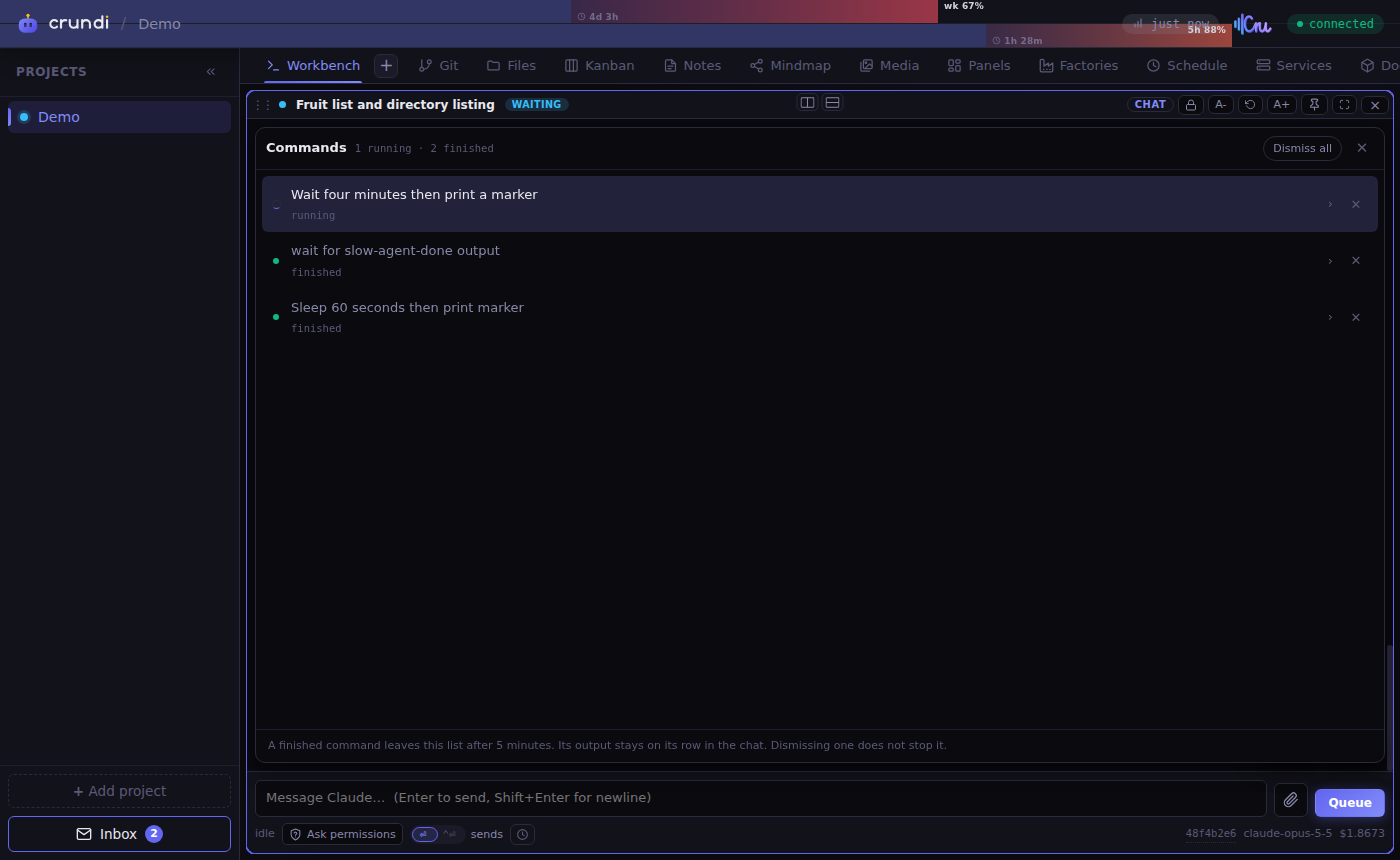 crundi / Demo
4d 3h
wk 67%
1h 28m
5h 88%
just now
Cru
connected
PROJECTS «
Demo
+ Add project
Inbox 2
Workbench + Git Files Kanban Notes Mindmap Media Panels Factories Schedule Services Do
Fruit list and directory listing WAITING
CHAT A- A+ ×
Commands 1 running · 2 finished
Dismiss all ×
Wait four minutes then print a marker
running
wait for slow-agent-done output
finished
Sleep 60 seconds then print marker
finished
A finished command leaves this list after 5 minutes. Its output stays on its row in the chat. Dismissing one does not stop it.
Message Claude… (Enter to send, Shift+Enter for newline)
Queue
idle Ask permissions sends
48f4b2e6 claude-opus-5-5 $1.8673